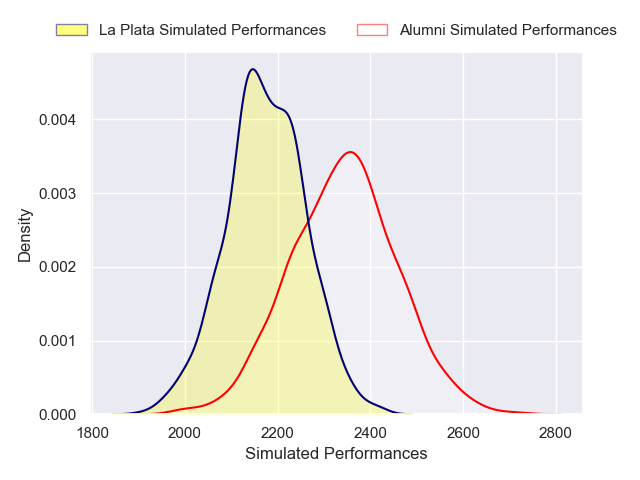 La Plata Simulated Performances
Alumni Simulated Performances
0.004
0.003
0.002
0.001
0.000
Density
1800 2000 2200 2400 2600 2800
Simulated Performances